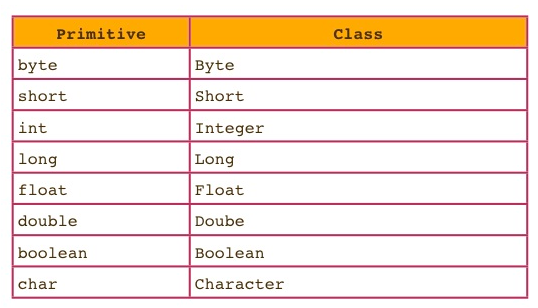 Primitive Class
byte Byte
short Short
int Integer
long Long
float Float
double Doube
boolean Boolean
char Character